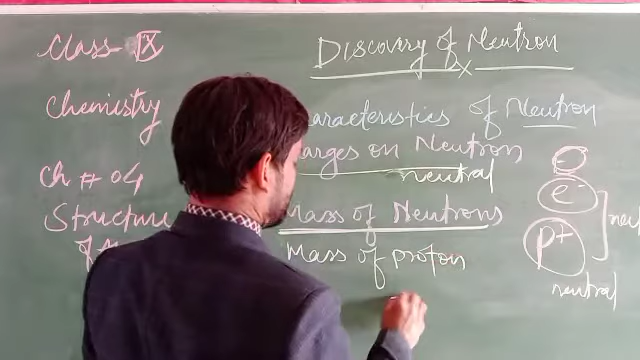 Class-IX
Chemistry
Ch # 04
Structure
of
Discovery of Neutron
x
aracteristics of Neutron
arges on Neutron
neutral
Mass of Neutrons
Mass of proton
e-
p+
neut
neutral